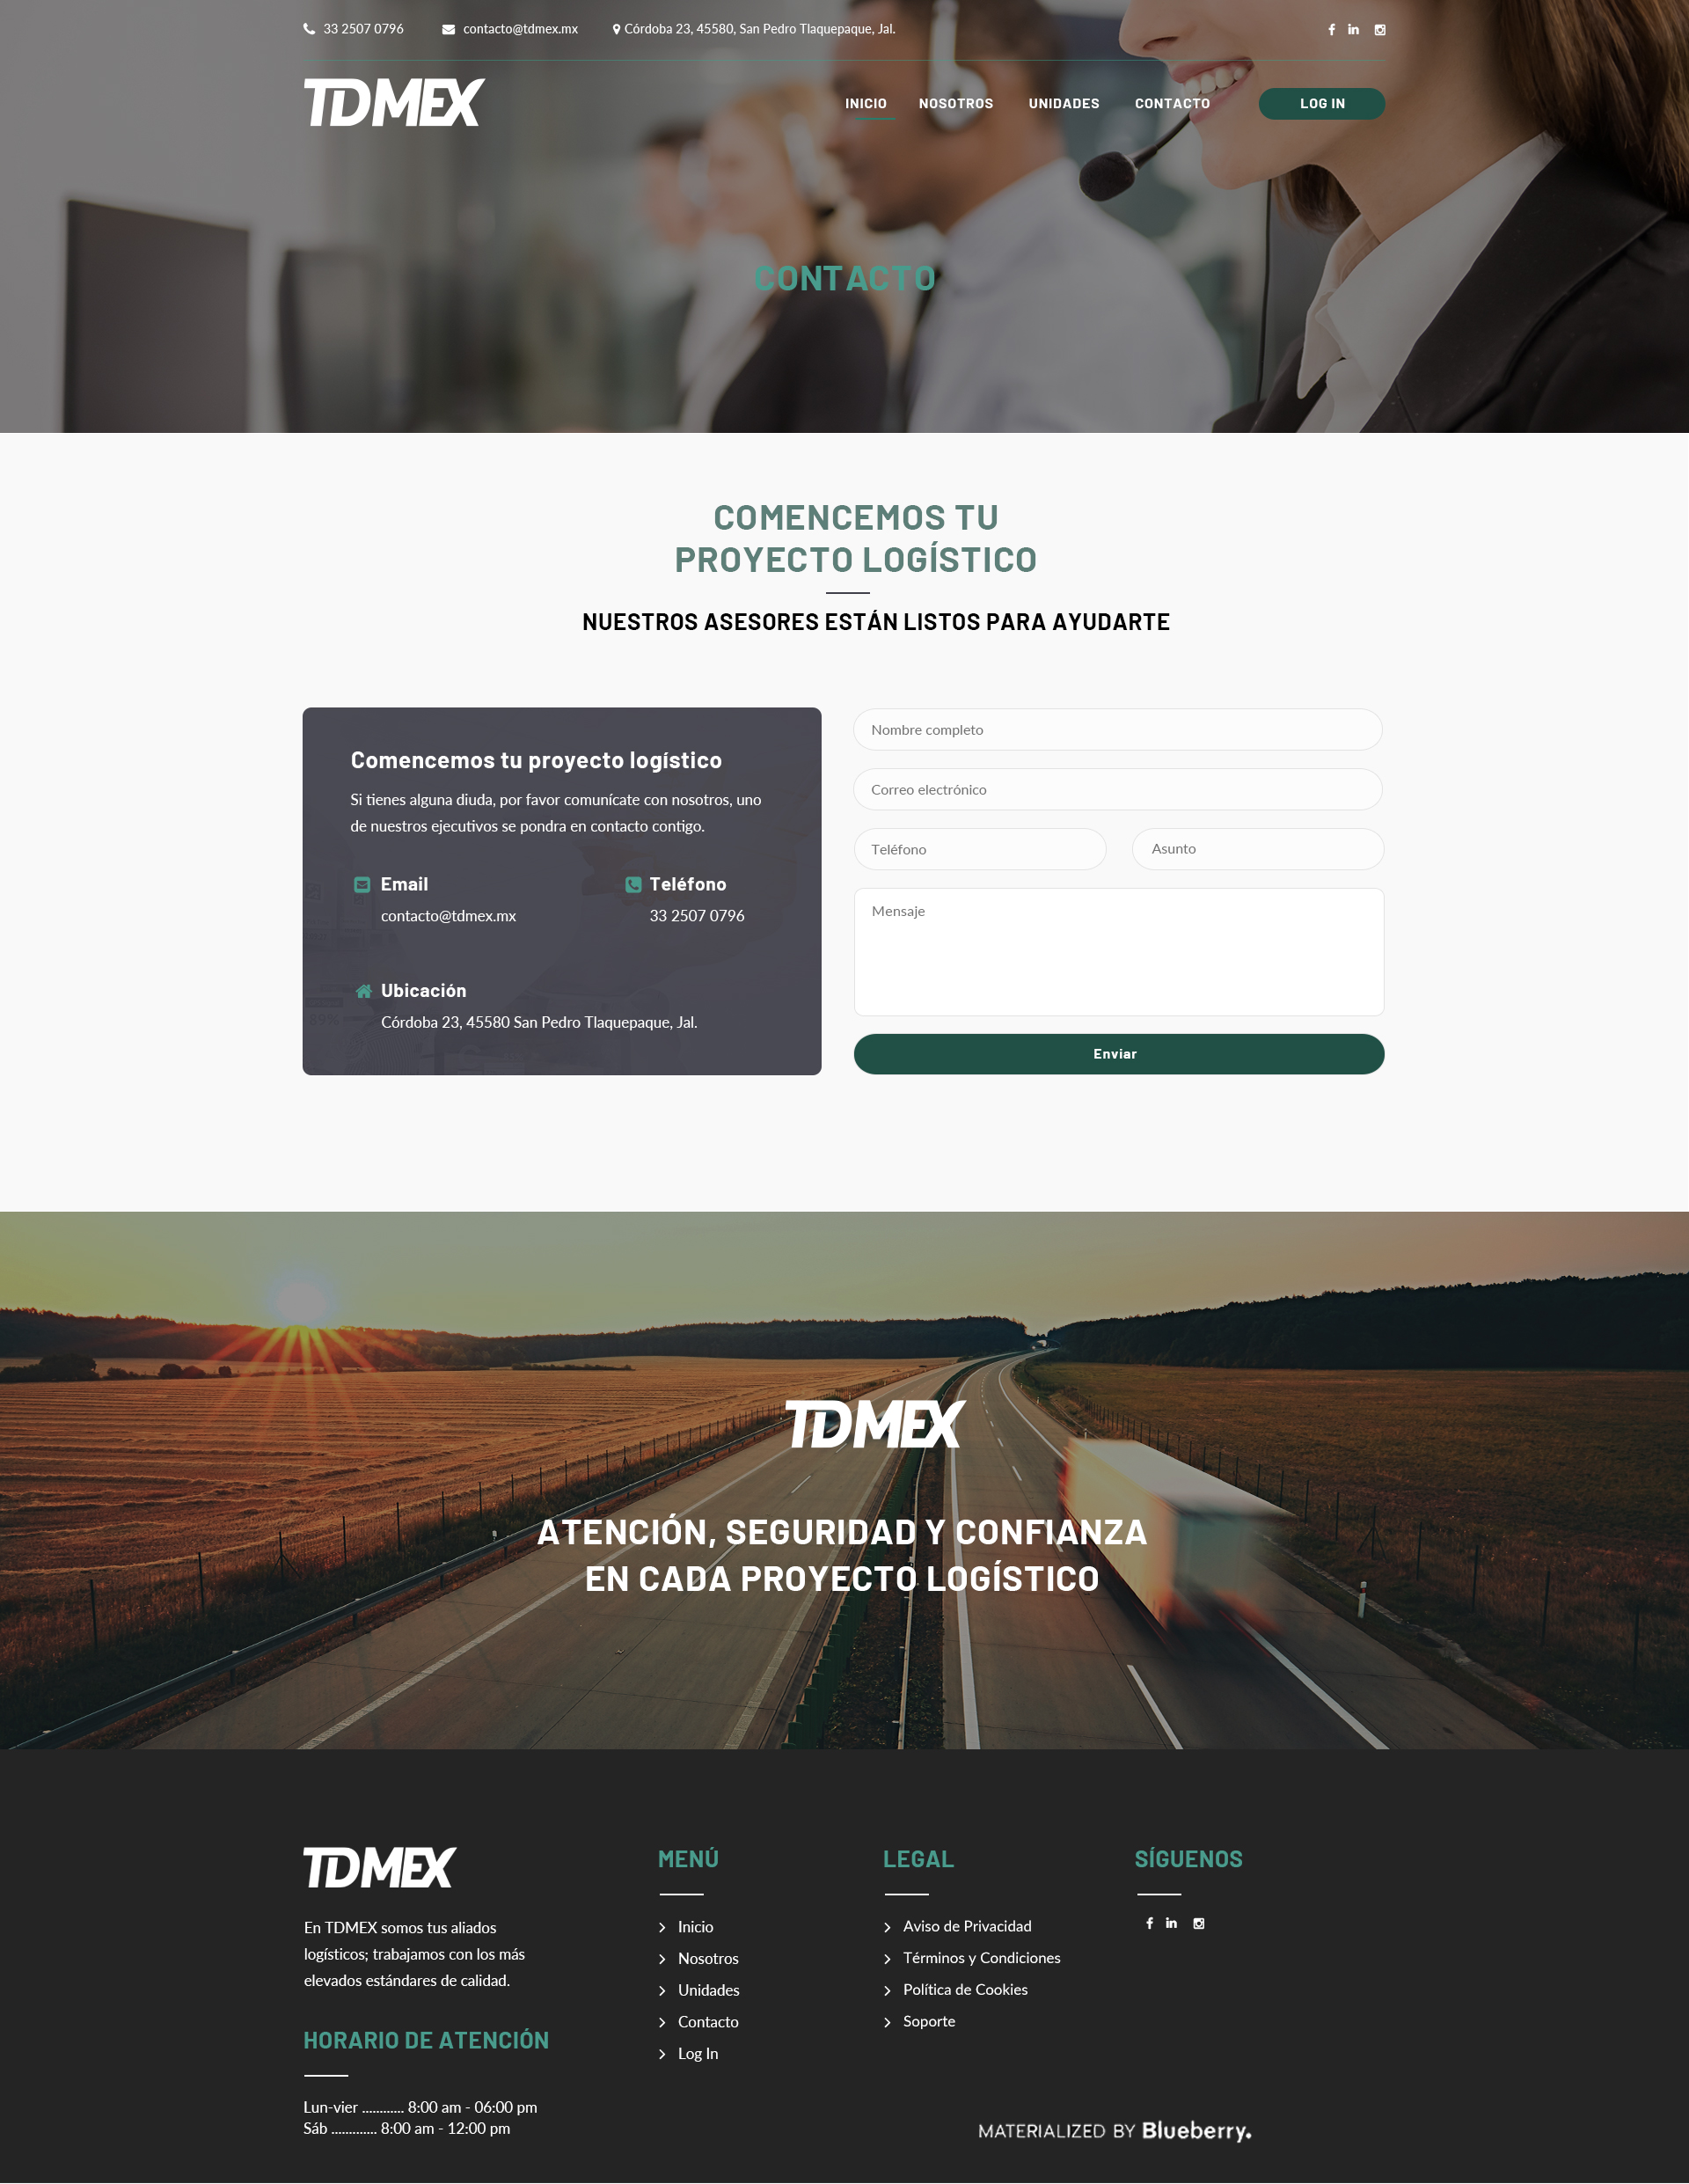 33 2507 0796
contacto@tdmex.mx
Córdoba 23, 45580, San Pedro Tlaquepaque, Jal.
TDMEX
INICIO
NOSOTROS
UNIDADES
CONTACTO
LOG IN
CONTACTO
COMENCEMOS TU
PROYECTO LOGÍSTICO
NUESTROS ASESORES ESTÁN LISTOS PARA AYUDARTE
Comencemos tu proyecto logístico
Si tienes alguna diuda, por favor comunícate con nosotros, uno
de nuestros ejecutivos se pondra en contacto contigo.
Email
contacto@tdmex.mx
Teléfono
33 2507 0796
Ubicación
Córdoba 23, 45580 San Pedro Tlaquepaque, Jal.
Nombre completo
Correo electrónico
Teléfono
Asunto
Mensaje
Enviar
TDMEX
ATENCIÓN, SEGURIDAD Y CONFIANZA
EN CADA PROYECTO LOGÍSTICO
TDMEX
En TDMEX somos tus aliados
logísticos; trabajamos con los más
elevados estándares de calidad.
HORARIO DE ATENCIÓN
Lun-vier ............ 8:00 am - 06:00 pm
Sáb ............. 8:00 am - 12:00 pm
MENÚ
Inicio
Nosotros
Unidades
Contacto
Log In
LEGAL
Aviso de Privacidad
Términos y Condiciones
Política de Cookies
Soporte
SÍGUENOS
MATERIALIZED BY Blueberry.